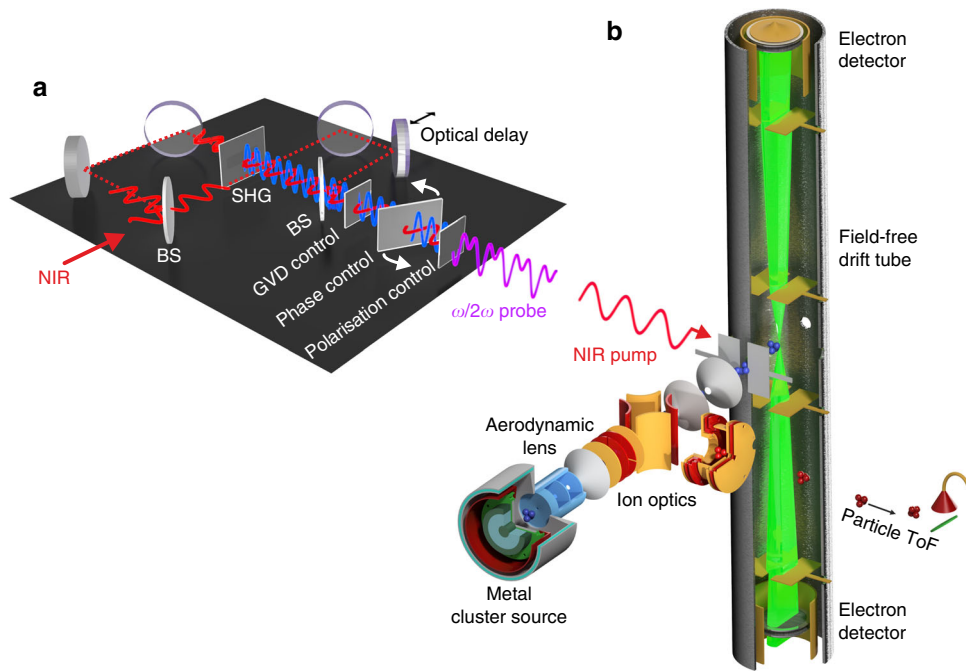 a
Optical delay
SHG
BS
BS
GVD control
NIR
Phase control
Polarisation control
ω/2ω probe
b
Electron
detector
Field-free
drift tube
NIR pump
Aerodynamic
lens
Ion optics
Particle ToF
Metal
cluster source
Electron
detector